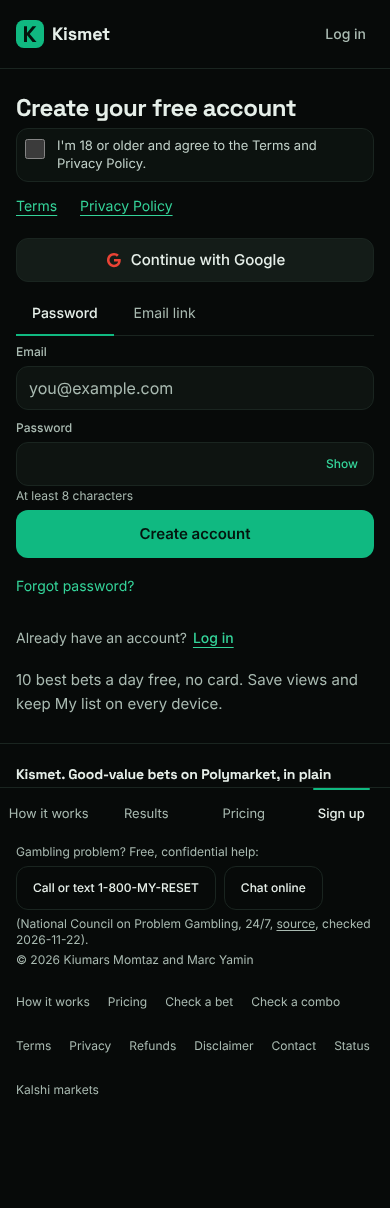 K Kismet
Log in
Create your free account
I'm 18 or older and agree to the Terms and
Privacy Policy.
Terms Privacy Policy
G Continue with Google
Password Email link
Email
you@example.com
Password
Show
At least 8 characters
Create account
Forgot password?
Already have an account? Log in
10 best bets a day free, no card. Save views and
keep My list on every device.
Kismet. Good-value bets on Polymarket, in plain
How it works Results Pricing Sign up
Gambling problem? Free, confidential help:
Call or text 1-800-MY-RESET Chat online
(National Council on Problem Gambling, 24/7, source, checked
2026-11-22).
© 2026 Kiumars Momtaz and Marc Yamin
How it works Pricing Check a bet Check a combo
Terms Privacy Refunds Disclaimer Contact Status
Kalshi markets